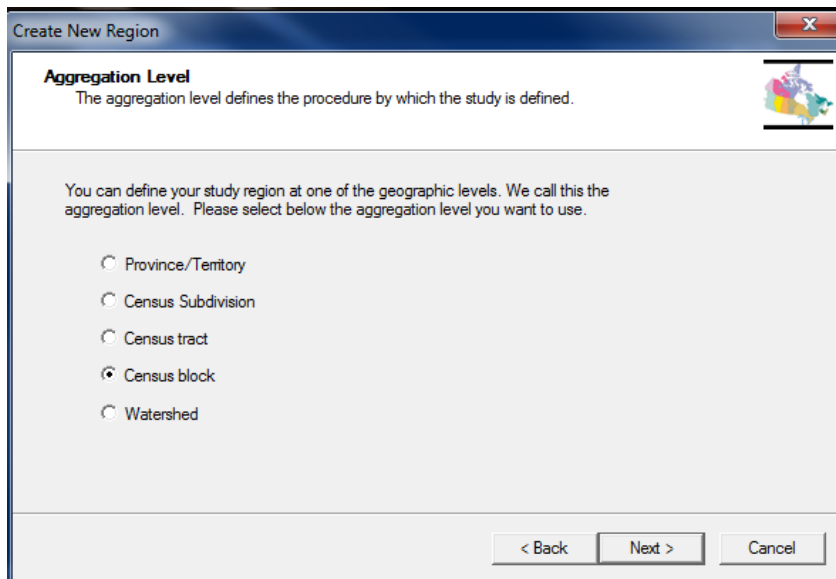 Create New Region
Aggregation Level
The aggregation level defines the procedure by which the study is defined.
You can define your study region at one of the geographic levels. We call this the
aggregation level. Please select below the aggregation level you want to use.
Province/Territory
Census Subdivision
Census tract
Census block
Watershed
< Back
Next >
Cancel